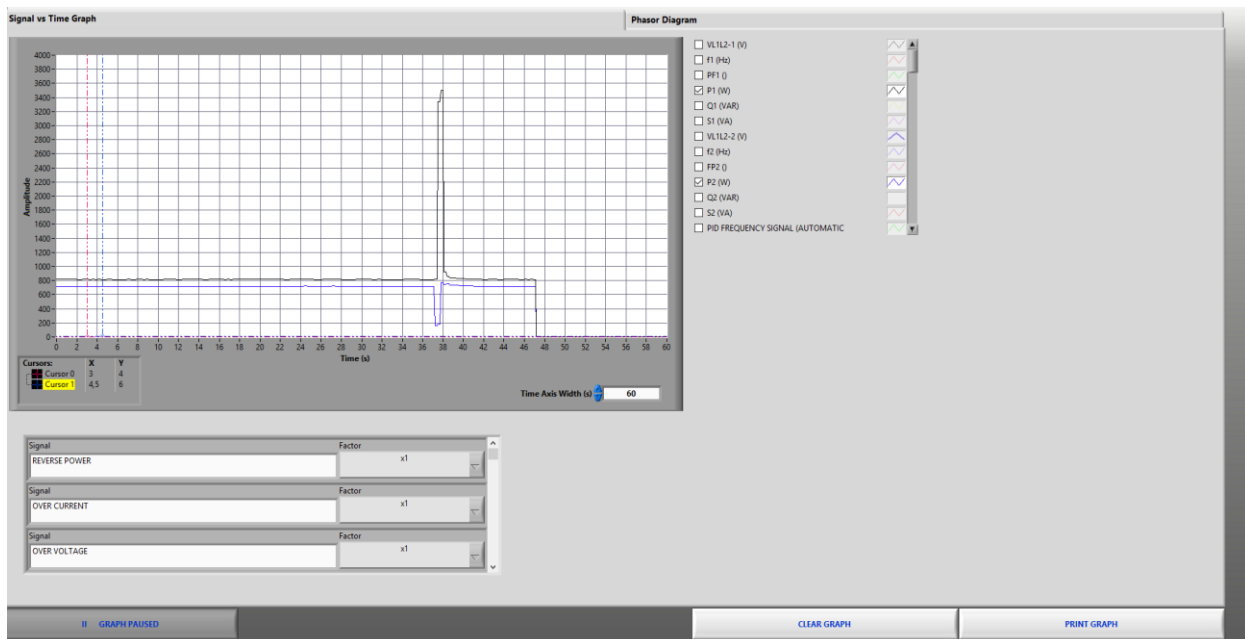 Signal vs Time Graph
Phasor Diagram
4000
3800
3600
3400
3200
3000
2800
2600
2400
2200
2000
1800
1600
1400
1200
1000
800
600
400
200
0
Amplitude
0 2 4 6 8 10 12 14 16 18 20 22 24 26 28 30 32 34 36 38 40 42 44 46 48 50 52 54 56 58 60
Time (s)
Cursors: X Y
Cursor 0 3 4
Cursor 1 4,5 6
Time Axis Width (s) 60
VL1L2-1 (V)
f1 (Hz)
PF1 ()
P1 (W)
Q1 (VAR)
S1 (VA)
VL1L2-2 (V)
f2 (Hz)
FP2 ()
P2 (W)
Q2 (VAR)
S2 (VA)
PID FREQUENCY SIGNAL (AUTOMATIC
Signal Factor
REVERSE POWER x1
Signal Factor
OVER CURRENT x1
Signal Factor
OVER VOLTAGE x1
II GRAPH PAUSED
CLEAR GRAPH
PRINT GRAPH